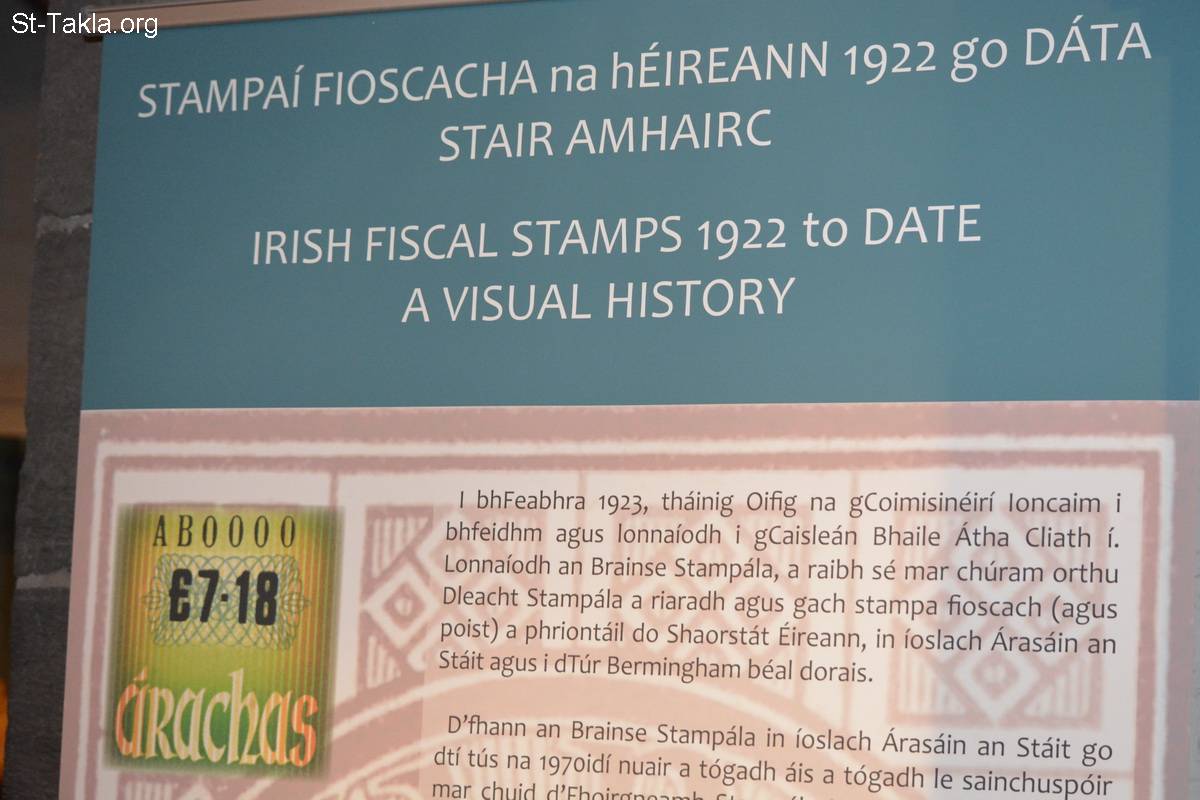 St-Takla.org
STAMPAÍ FIOSCACHA na hÉIREANN 1922 go DÁTA
STAIR AMHAIRC
IRISH FISCAL STAMPS 1922 to DATE
A VISUAL HISTORY
AB0000
£7·18
áRachas
I bhFeabhra 1923, tháinig Oifig na gCoimisinéirí Ioncaim i
bhfeidhm agus lonnaíodh i gCaisleán Bhaile Átha Cliath í.
Lonnaíodh an Brainse Stampála, a raibh sé mar chúram orthu
Dleacht Stampála a riaradh agus gach stampa fioscach (agus
poist) a phriontáil do Shaorstát Éireann, in íoslach Árasáin an
Stáit agus i dTúr Bermingham béal dorais.
D'fhann an Brainse Stampála in íoslach Árasáin an Stáit go
dtí tús na 1970idí nuair a tógadh áis a tógadh le sainchuspóir
mar chuid